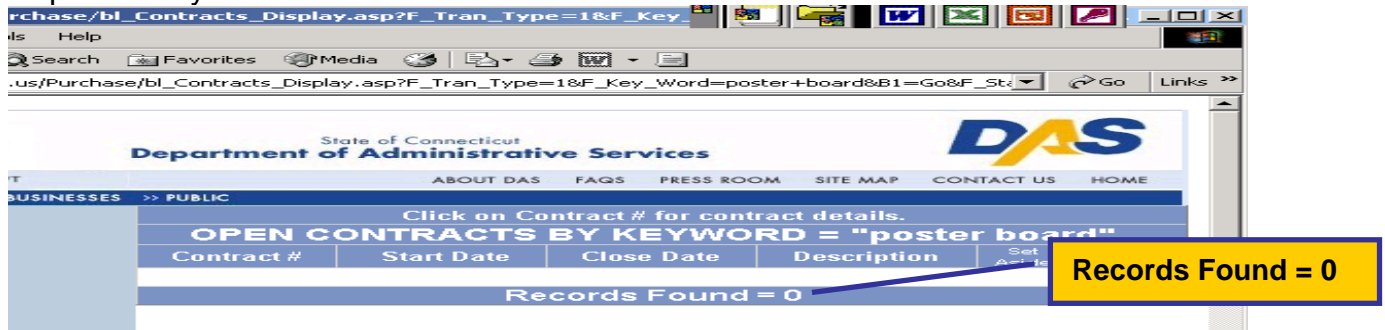 rchase/bl_Contracts_Display.asp?F_Tran_Type=1&F_Key_
ls Help
Search Favorites Media
.us/Purchase/bl_Contracts_Display.asp?F_Tran_Type=1&F_Key_Word=poster+board&B1=Go&F_Sta Go Links »
State of Connecticut
Department of Administrative Services
DAS
ABOUT DAS FAQS PRESS ROOM SITE MAP CONTACT US HOME
BUSINESSES >> PUBLIC
Click on Contract # for contract details.
OPEN CONTRACTS BY KEYWORD = "poster board"
Contract # Start Date Close Date Description Set
Records Found = 0
Records Found = 0